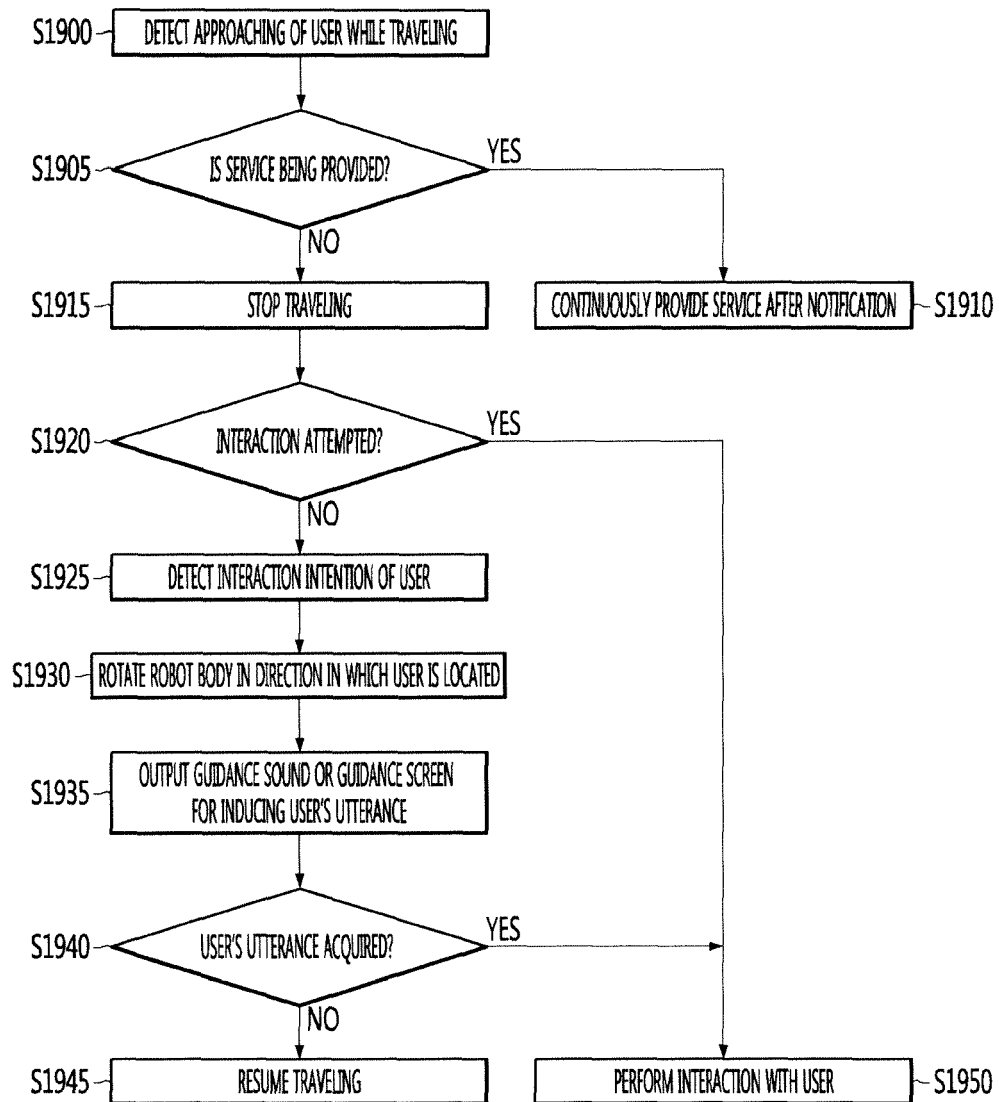 S1900
DETECT APPROACHING OF USER WHILE TRAVELING
S1905
IS SERVICE BEING PROVIDED?
YES
NO
S1915
STOP TRAVELING
CONTINUOUSLY PROVIDE SERVICE AFTER NOTIFICATION
S1910
S1920
INTERACTION ATTEMPTED?
YES
NO
S1925
DETECT INTERACTION INTENTION OF USER
S1930
ROTATE ROBOT BODY IN DIRECTION IN WHICH USER IS LOCATED
S1935
OUTPUT GUIDANCE SOUND OR GUIDANCE SCREEN
FOR INDUCING USER'S UTTERANCE
S1940
USER'S UTTERANCE ACQUIRED?
YES
NO
S1945
RESUME TRAVELING
PERFORM INTERACTION WITH USER
S1950